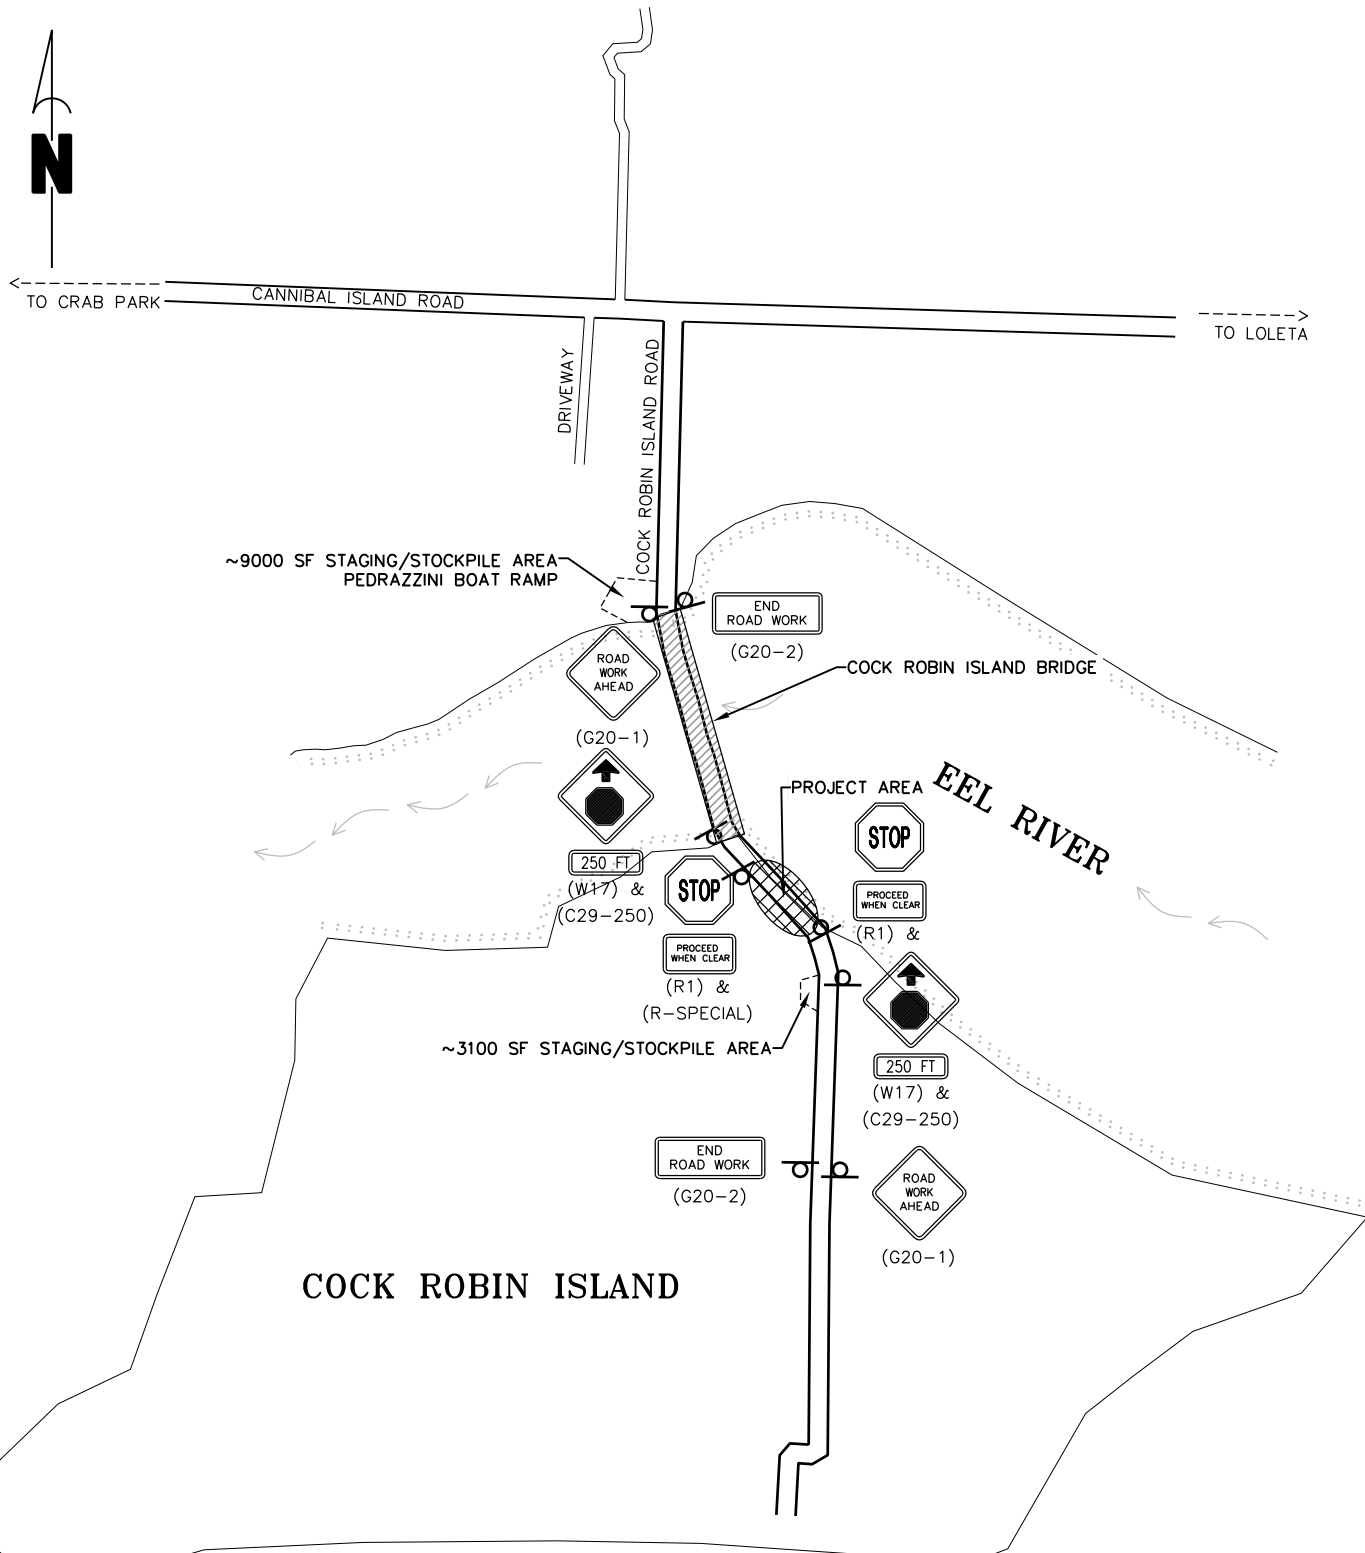 N
TO CRAB PARK
CANNIBAL ISLAND ROAD
TO LOLETA
DRIVEWAY
COCK ROBIN ISLAND ROAD
~9000 SF STAGING/STOCKPILE AREA
PEDRAZZINI BOAT RAMP
END
ROAD WORK
(G20-2)
ROAD
WORK
AHEAD
(G20-1)
COCK ROBIN ISLAND BRIDGE
250 FT
(W17) &
(C29-250)
PROJECT AREA
EEL RIVER
STOP
PROCEED
WHEN CLEAR
(R1) &
(R-SPECIAL)
STOP
PROCEED
WHEN CLEAR
(R1) &
~3100 SF STAGING/STOCKPILE AREA
250 FT
(W17) &
(C29-250)
END
ROAD WORK
(G20-2)
ROAD
WORK
AHEAD
(G20-1)
COCK ROBIN ISLAND